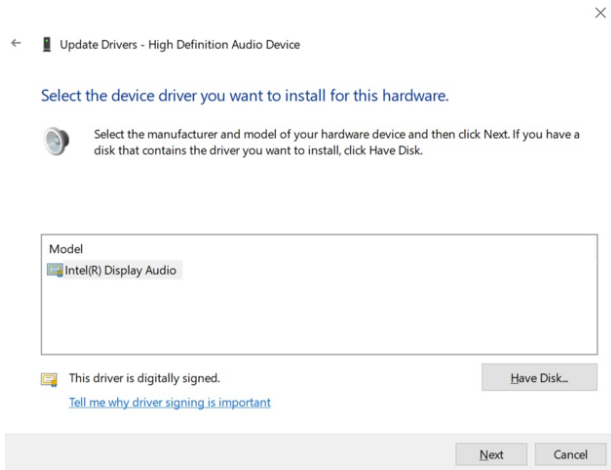 Update Drivers - High Definition Audio Device
Select the device driver you want to install for this hardware.
Select the manufacturer and model of your hardware device and then click Next. If you have a
disk that contains the driver you want to install, click Have Disk.
Model
Intel(R) Display Audio
This driver is digitally signed.
Have Disk...
Tell me why driver signing is important
Next
Cancel